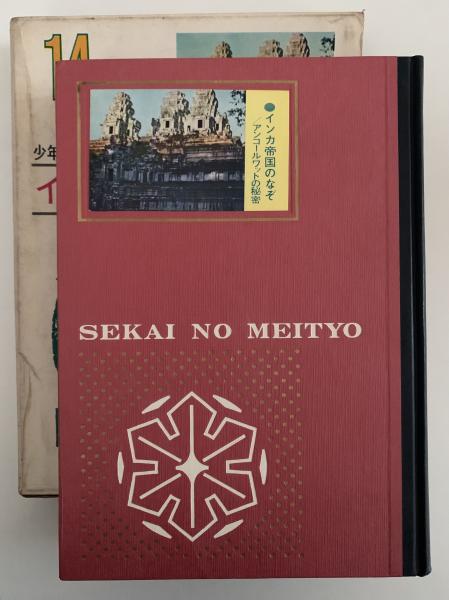 14
少年
イ
●インカ帝国のなぞ
／アンコールワットの秘密
SEKAI NO MEITYO